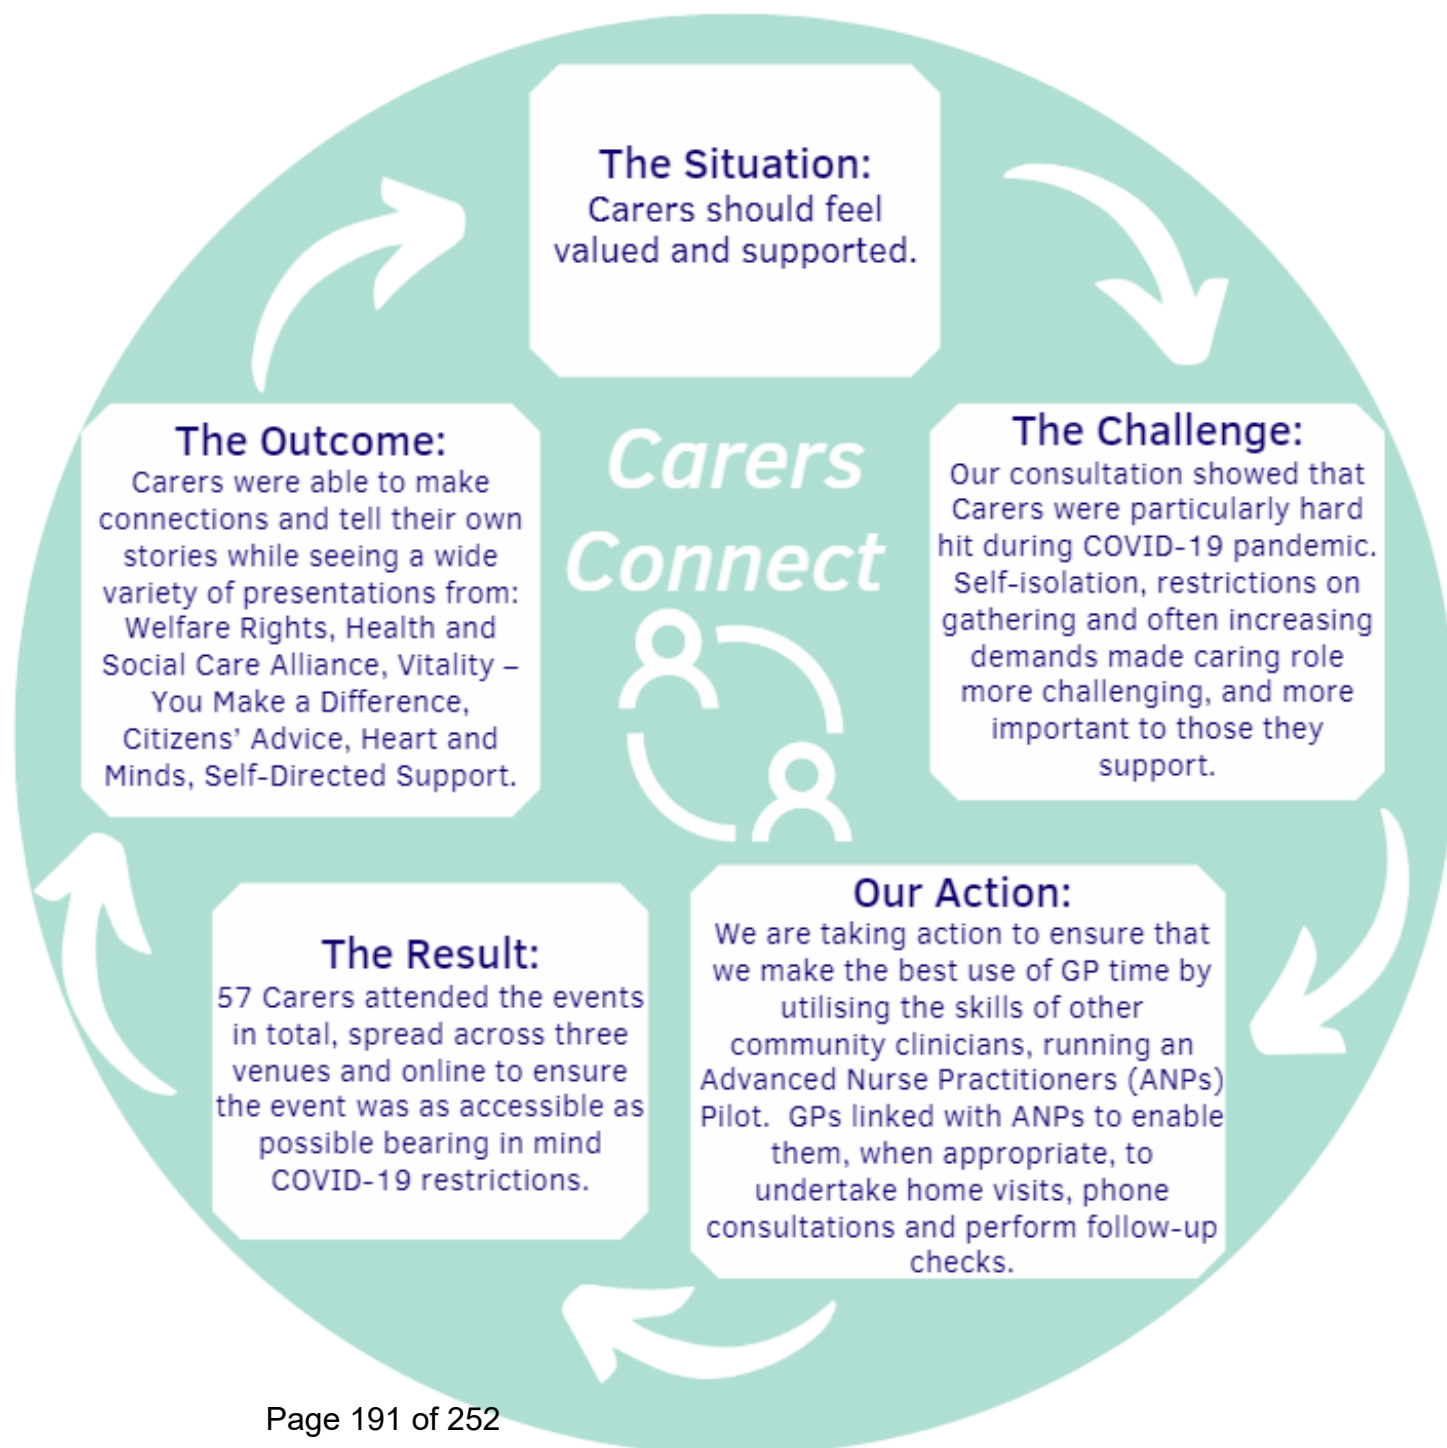 The Situation:
Carers should feel
valued and supported.
Carers
Connect
The Challenge:
Our consultation showed that
Carers were particularly hard
hit during COVID-19 pandemic.
Self-isolation, restrictions on
gathering and often increasing
demands made caring role
more challenging, and more
important to those they
support.
Our Action:
We are taking action to ensure that
we make the best use of GP time by
utilising the skills of other
community clinicians, running an
Advanced Nurse Practitioners (ANPs)
Pilot.  GPs linked with ANPs to enable
them, when appropriate, to
undertake home visits, phone
consultations and perform follow-up
checks.
The Result:
57 Carers attended the events
in total, spread across three
venues and online to ensure
the event was as accessible as
possible bearing in mind
COVID-19 restrictions.
The Outcome:
Carers were able to make
connections and tell their own
stories while seeing a wide
variety of presentations from:
Welfare Rights, Health and
Social Care Alliance, Vitality –
You Make a Difference,
Citizens’ Advice, Heart and
Minds, Self-Directed Support.
Page 191 of 252